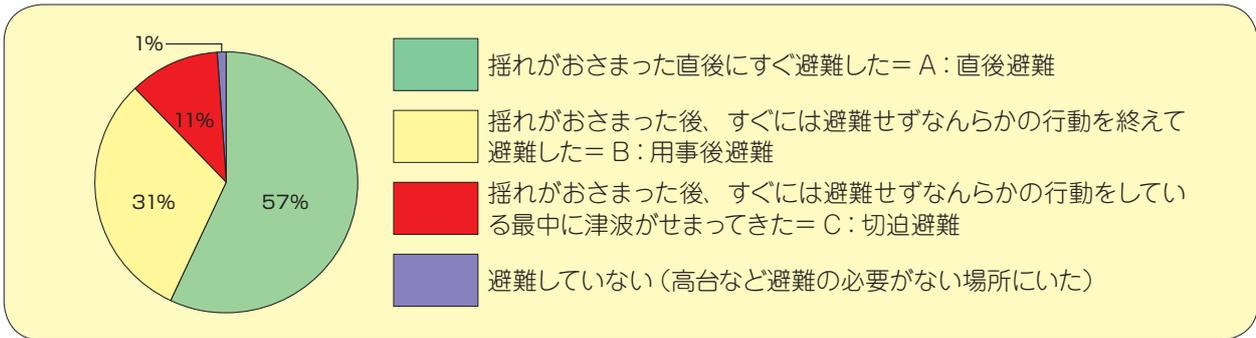 1%
11%
31%
57%
揺れがおさまった直後にすぐ避難した＝ A：直後避難
揺れがおさまった後、すぐには避難せずなんらかの行動を終えて
避難した＝ B：用事後避難
揺れがおさまった後、すぐには避難せずなんらかの行動をしてい
る最中に津波がせまってきた＝ C：切迫避難
避難していない（高台など避難の必要がない場所にいた）